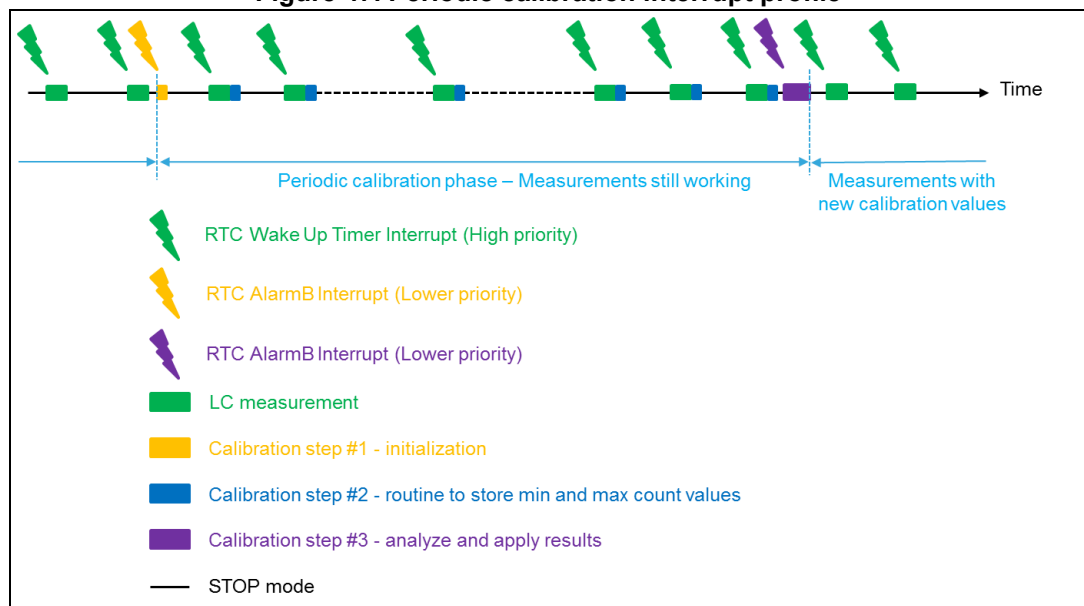 Time
Periodic calibration phase – Measurements still working
Measurements with
new calibration values
RTC Wake Up Timer Interrupt (High priority)
RTC AlarmB Interrupt (Lower priority)
RTC AlarmB Interrupt (Lower priority)
LC measurement
Calibration step #1 - initialization
Calibration step #2 - routine to store min and max count values
Calibration step #3 - analyze and apply results
STOP mode